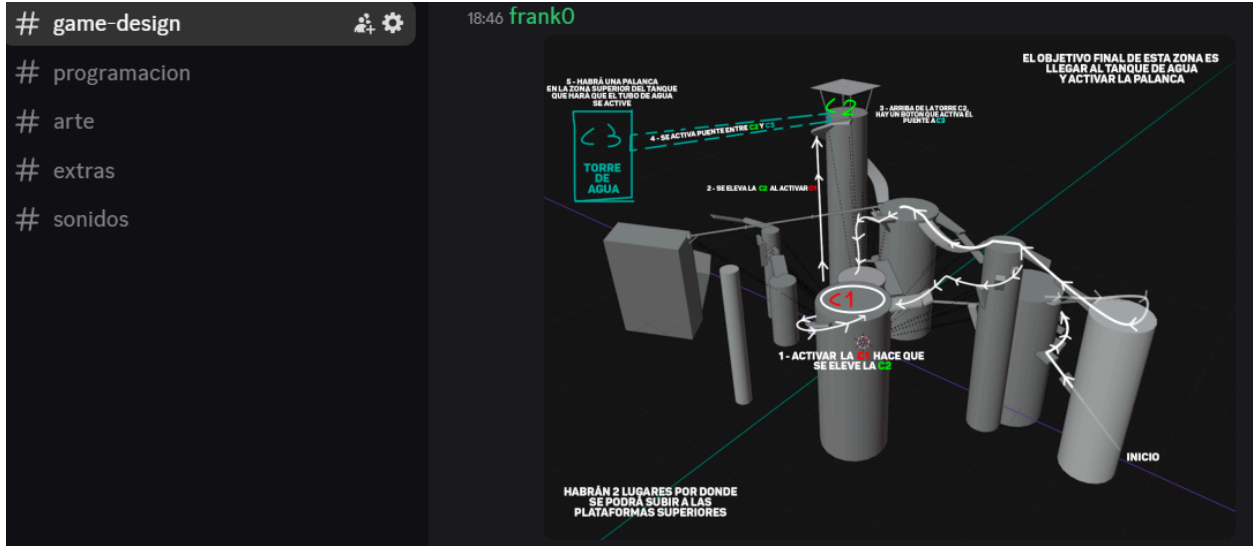 # game-design
# programacion
# arte
# extras
# sonidos
18:46 frank0
EL OBJETIVO FINAL DE ESTA ZONA ES
LLEGAR AL TANQUE DE AGUA
Y ACTIVAR LA PALANCA
5 - HABRÁ UNA PALANCA
EN LA ZONA SUPERIOR DEL TANQUE
QUE HARÁ QUE EL TUBO DE AGUA
SE ACTIVE
C2
3 - ARRIBA DE LA TORRE C2,
HAY UN BOTON QUE ACTIVA EL
PUENTE A C3
4 - SE ACTIVA PUENTE ENTRE C2 Y C3
C3
TORRE
DE
AGUA
2 - SE ELEVA LA C2 AL ACTIVAR C1
C1
1 - ACTIVAR LA C1 HACE QUE
SE ELEVE LA C2
INICIO
HABRÁN 2 LUGARES POR DONDE
SE PODRÁ SUBIR A LAS
PLATAFORMAS SUPERIORES